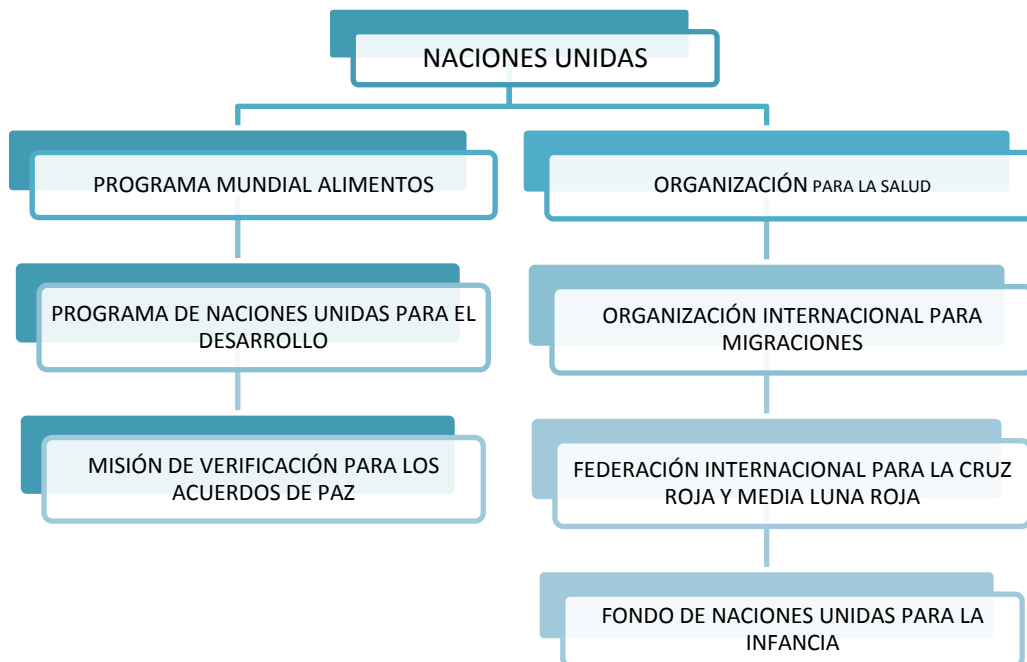 NACIONES UNIDAS
PROGRAMA MUNDIAL ALIMENTOS
PROGRAMA DE NACIONES UNIDAS PARA EL
DESARROLLO
MISIÓN DE VERIFICACIÓN PARA LOS
ACUERDOS DE PAZ
ORGANIZACIÓN PARA LA SALUD
ORGANIZACIÓN INTERNACIONAL PARA
MIGRACIONES
FEDERACIÓN INTERNACIONAL PARA LA CRUZ
ROJA Y MEDIA LUNA ROJA
FONDO DE NACIONES UNIDAS PARA LA
INFANCIA